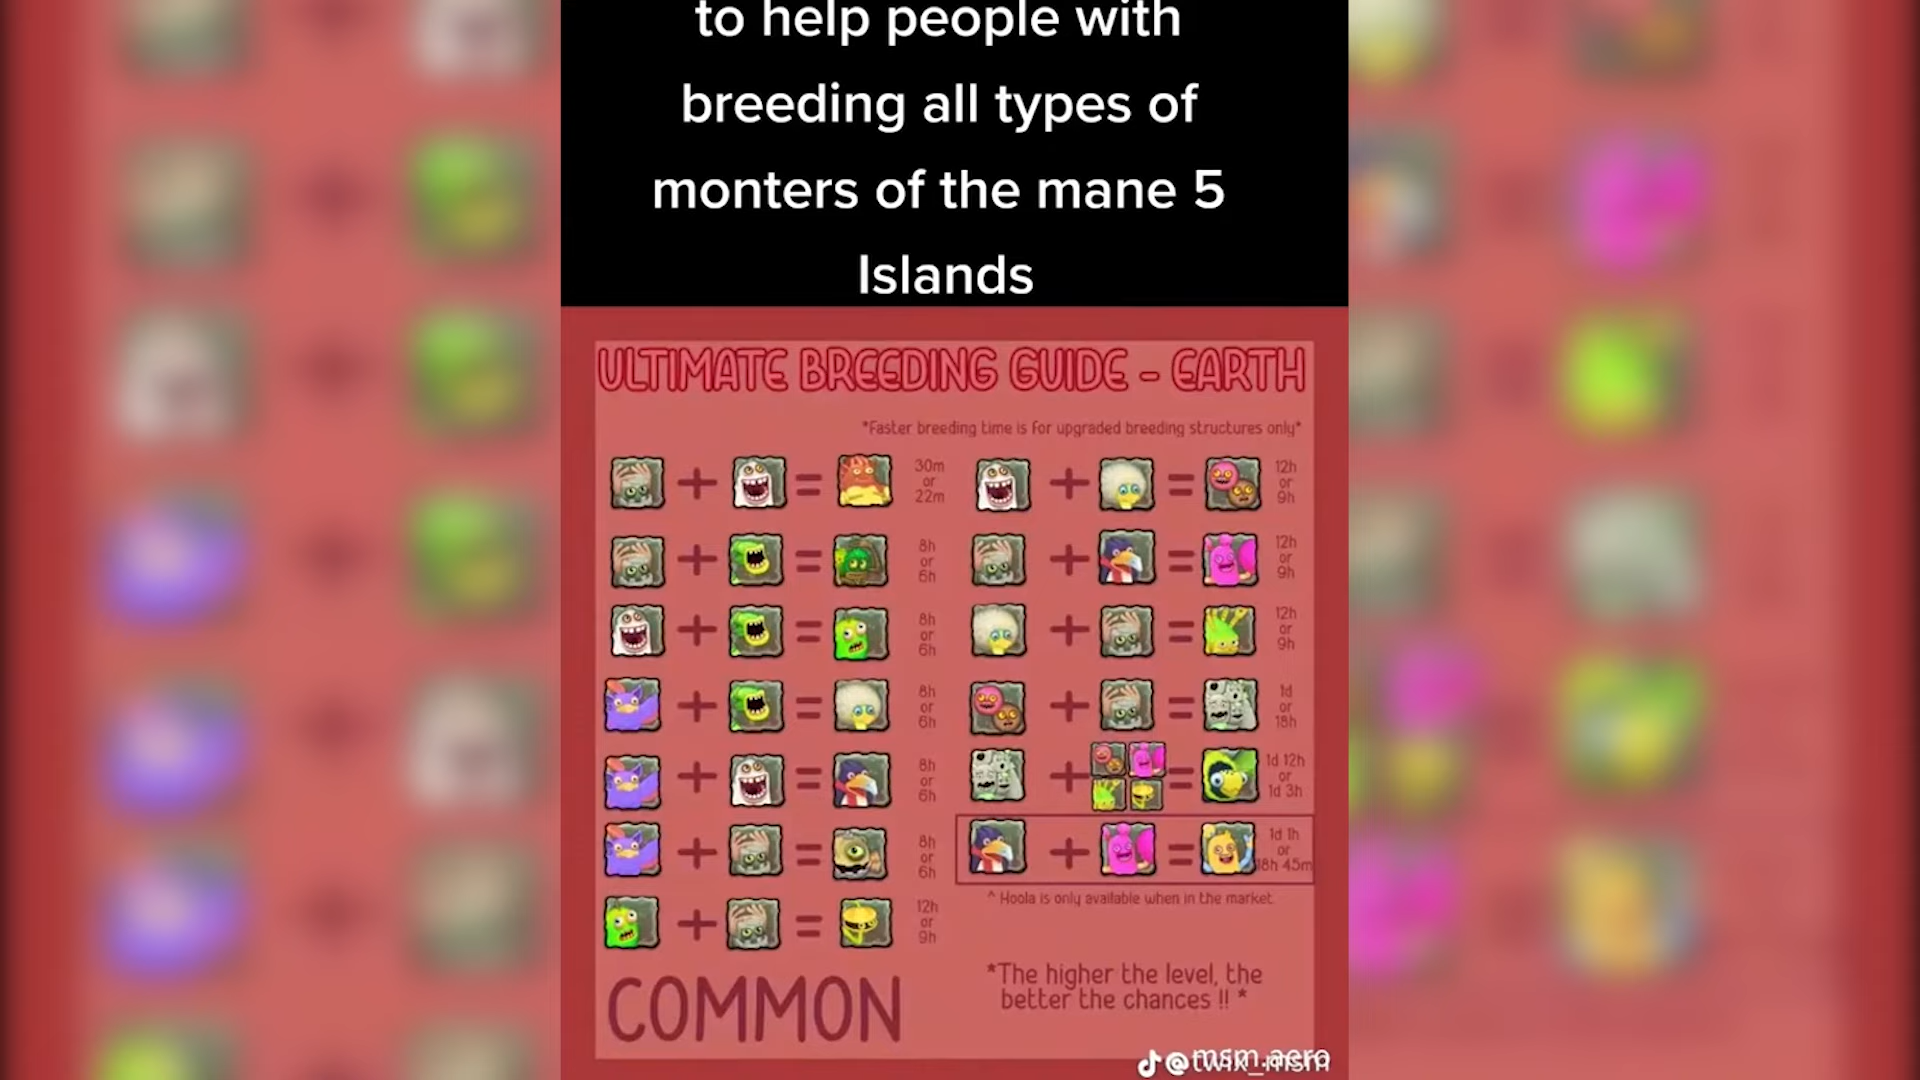 to help people with
breeding all types of
monters of the mane 5
Islands
ULTIMATE BREEDING GUIDE - EARTH
*Faster breeding time is for upgraded breeding structures only*
+ = 30m or 22m
+ = 12h or 9h
+ = 8h or 6h
+ = 12h or 9h
+ = 8h or 6h
+ = 12h or 9h
+ = 8h or 6h
+ = 1d or 18h
+ = 8h or 6h
+ = 1d 12h or 1d 3h
+ = 8h or 6h
+ = 1d 1h or 18h 45m
^ Hoola is only available when in the market.
+ = 12h or 9h
COMMON
*The higher the level, the
better the chances !! *
@twix_msm